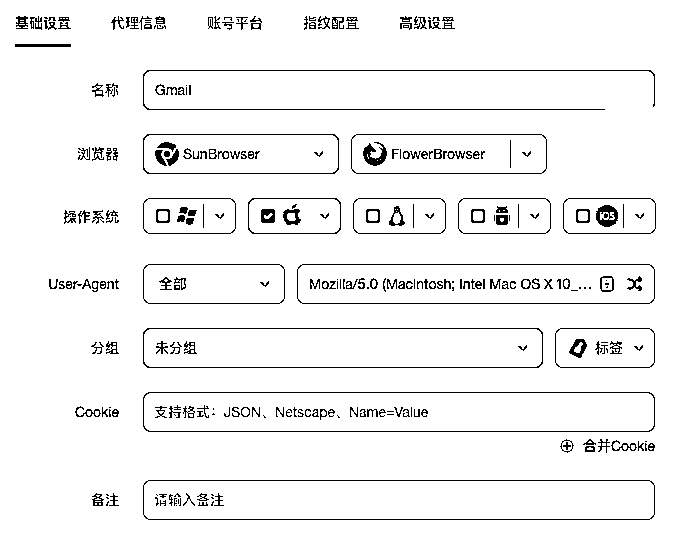 基础设置 代理信息 账号平台 指纹配置 高级设置
名称 Gmail
浏览器 SunBrowser FlowerBrowser
操作系统 iOS
User-Agent 全部 Mozilla/5.0 (Macintosh; Intel Mac OS X 10_...
分组 未分组 标签
Cookie 支持格式：JSON、Netscape、Name=Value
合并Cookie
备注 请输入备注